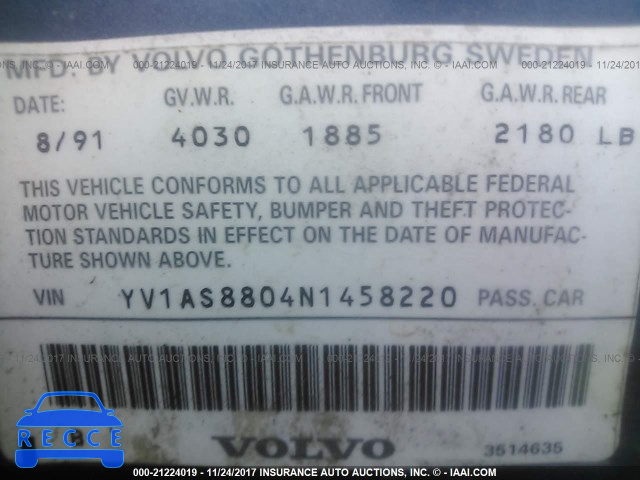 MFD. BY VOLVO GOTHENBURG SWEDEN
000-21224019 - 11/24/2017 INSURANCE AUTO AUCTIONS, INC. - © - IAAI.COM
DATE: GV.W.R. G.A.W.R. FRONT G.A.W.R. REAR
8/91 4030 1885 2180 LB
THIS VEHICLE CONFORMS TO ALL APPLICABLE FEDERAL
MOTOR VEHICLE SAFETY, BUMPER AND THEFT PROTEC-
TION STANDARDS IN EFFECT ON THE DATE OF MANUFAC-
TURE SHOWN ABOVE.
VIN YV1AS8804N1458220 PASS. CAR
RECCE
VOLVO 3514635
000-21224019 - 11/24/2017 INSURANCE AUTO AUCTIONS, INC. - © - IAAI.COM